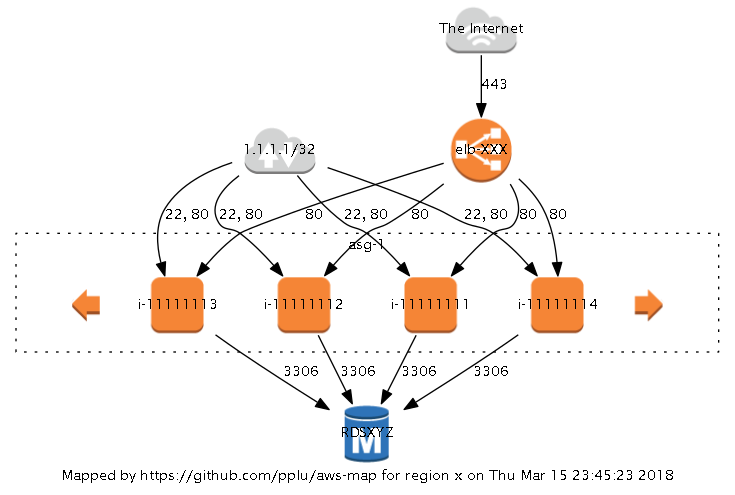 The Internet
443
1.1.1.1/32
elb-XXX
22, 80
22, 80
80
22, 80
80
22, 80
80
80
asg-1
i-11111113
i-11111112
i-11111111
i-11111114
3306
3306
3306
3306
RDSXYZ
M
Mapped by https://github.com/pplu/aws-map for region x on Thu Mar 15 23:45:23 2018